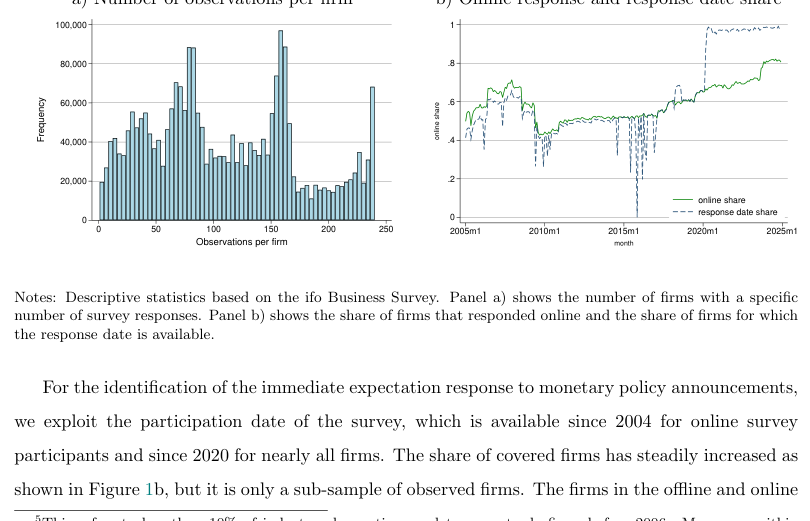 a) Number of observations per firm
b) Online response and response date share
100,000
80,000
60,000
40,000
20,000
0
Frequency
0 50 100 150 200 250
Observations per firm
1
.8
.6
.4
.2
0
online share
online share
response date share
2005m1 2010m1 2015m1 2020m1 2025m1
month
Notes: Descriptive statistics based on the ifo Business Survey. Panel a) shows the number of firms with a specific
number of survey responses. Panel b) shows the share of firms that responded online and the share of firms for which
the response date is available.
For the identification of the immediate expectation response to monetary policy announcements,
we exploit the participation date of the survey, which is available since 2004 for online survey
participants and since 2020 for nearly all firms. The share of covered firms has steadily increased as
shown in Figure 1b, but it is only a sub-sample of observed firms. The firms in the offline and online